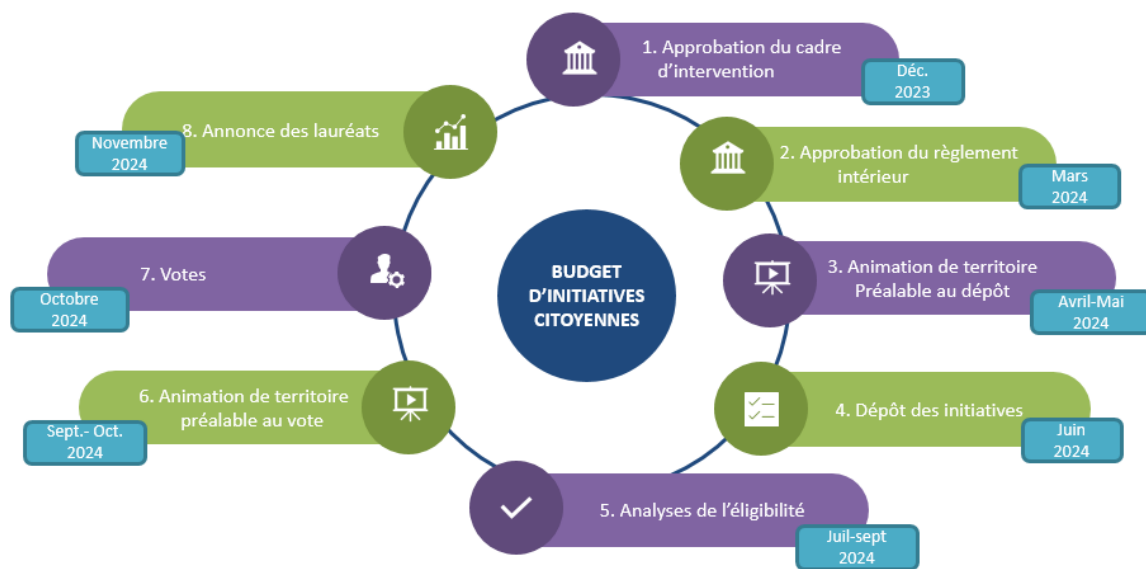 1. Approbation du cadre
d'intervention
Déc.
2023
2. Approbation du règlement
intérieur
Mars
2024
3. Animation de territoire
Préalable au dépôt
Avril-Mai
2024
4. Dépôt des initiatives
Juin
2024
5. Analyses de l'éligibilité
Juil-sept
2024
6. Animation de territoire
préalable au vote
Sept.- Oct.
2024
7. Votes
Octobre
2024
8. Annonce des lauréats
Novembre
2024
BUDGET
D'INITIATIVES
CITOYENNES